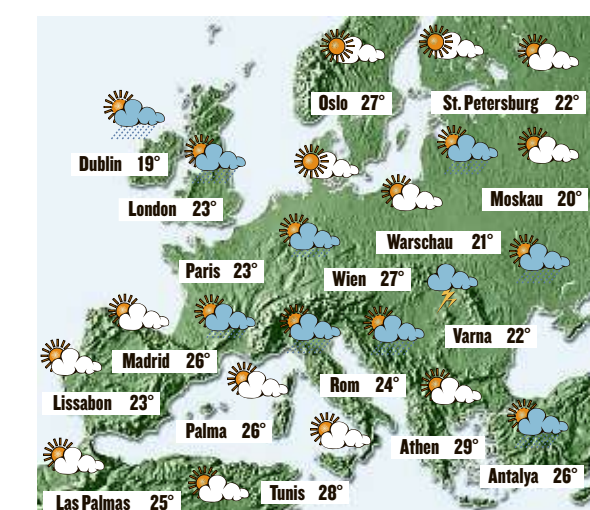 Oslo 27°
St. Petersburg 22°
Dublin 19°
London 23°
Moskau 20°
Warschau 21°
Paris 23°
Wien 27°
Varna 22°
Madrid 26°
Rom 24°
Lissabon 23°
Palma 26°
Athen 29°
Antalya 26°
Las Palmas 25°
Tunis 28°